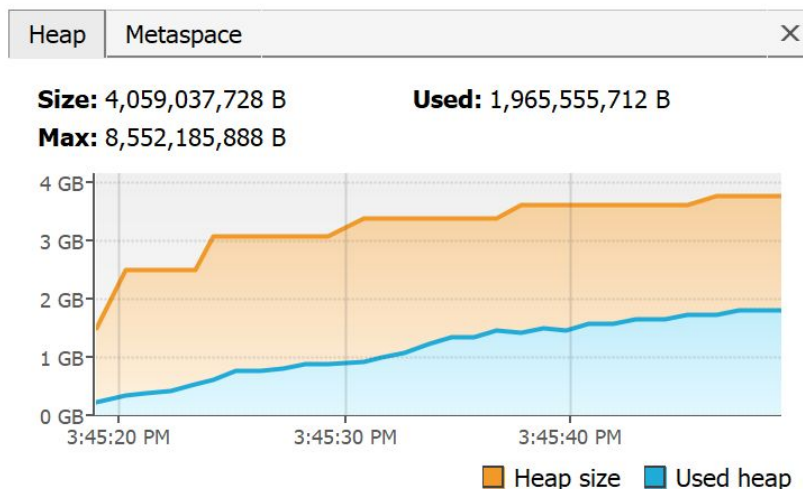 Heap Metaspace ×
Size: 4,059,037,728 B Used: 1,965,555,712 B
Max: 8,552,185,888 B
4 GB
3 GB
2 GB
1 GB
0 GB
3:45:20 PM 3:45:30 PM 3:45:40 PM
Heap size Used heap